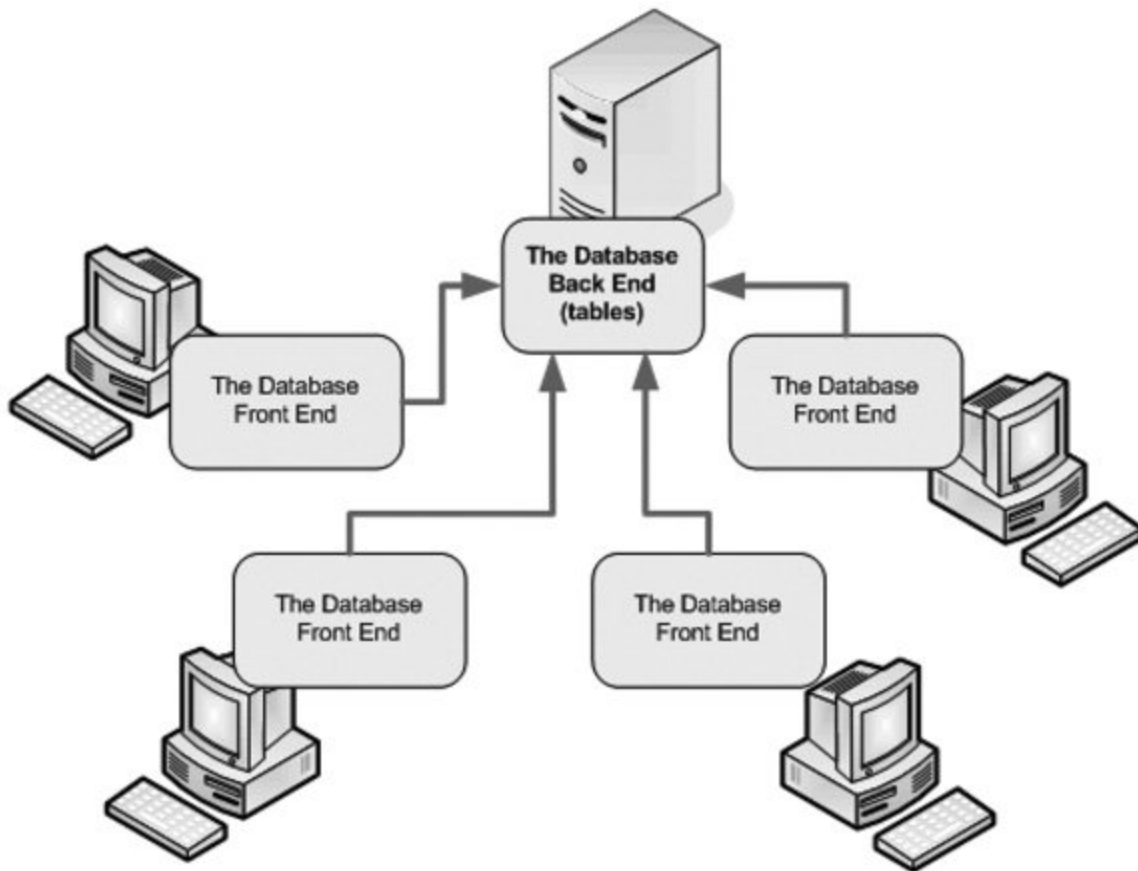 The Database
Back End
(tables)
The Database
Front End
The Database
Front End
The Database
Front End
The Database
Front End